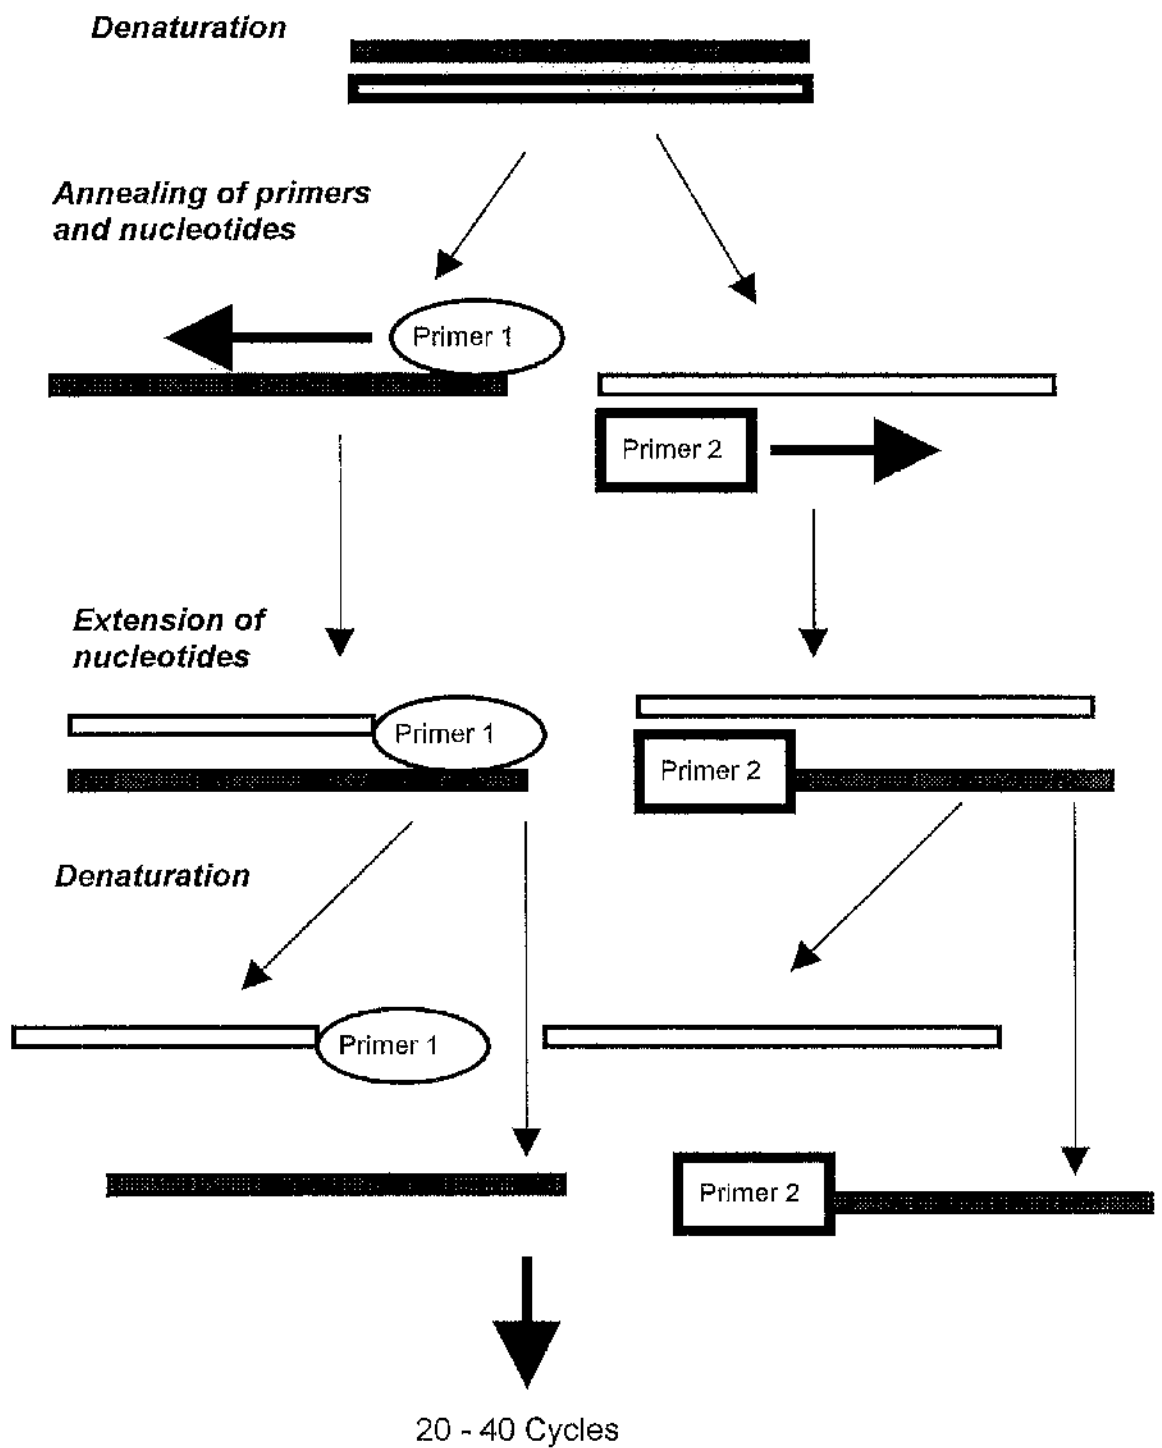 Denaturation
Annealing of primers
and nucleotides
Primer 1
Primer 2
Extension of
nucleotides
Primer 1
Primer 2
Denaturation
Primer 1
Primer 2
20 - 40 Cycles